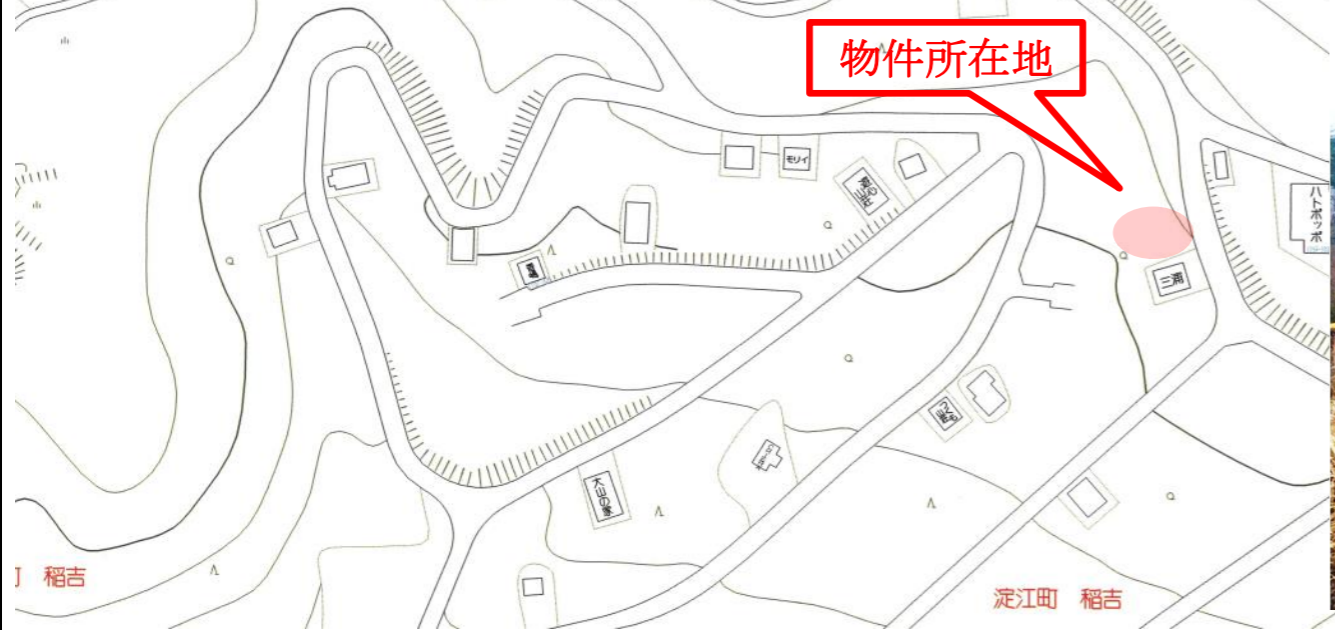 物件所在地
モリイ
ハトポッポ
三浦
大山の家
稲吉
淀江町 稲吉